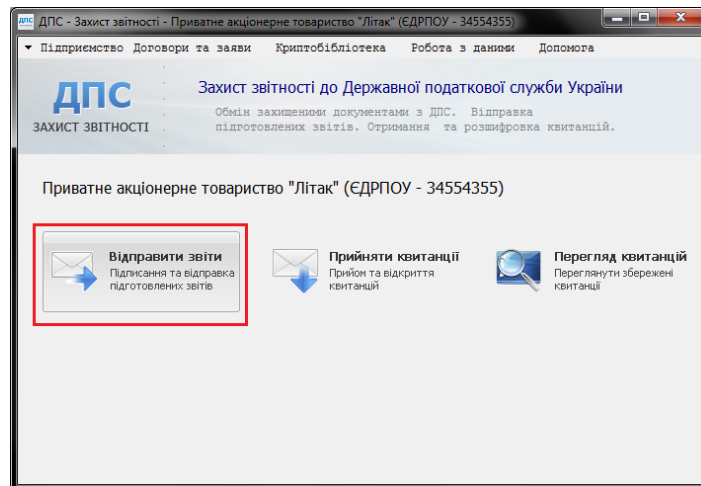 ДПС - Захист звітності - Приватне акціонерне товариство "Літак" (ЄДРПОУ - 34554355)
Підприємство Договори та заяви Криптобібліотека Робота з даними Допомога
ДПС
ЗАХИСТ ЗВІТНОСТІ
Захист звітності до Державної податкової служби України
Обмін захищеними документами з ДПС. Відправка
підготовлених звітів. Отримання та розшифровка квитанцій.
Приватне акціонерне товариство "Літак" (ЄДРПОУ - 34554355)
Відправити звіти
Підписання та відправка
підготовлених звітів
Прийняти квитанції
Прийом та відкриття
квитанцій
Перегляд квитанцій
Переглянути збережені
квитанції